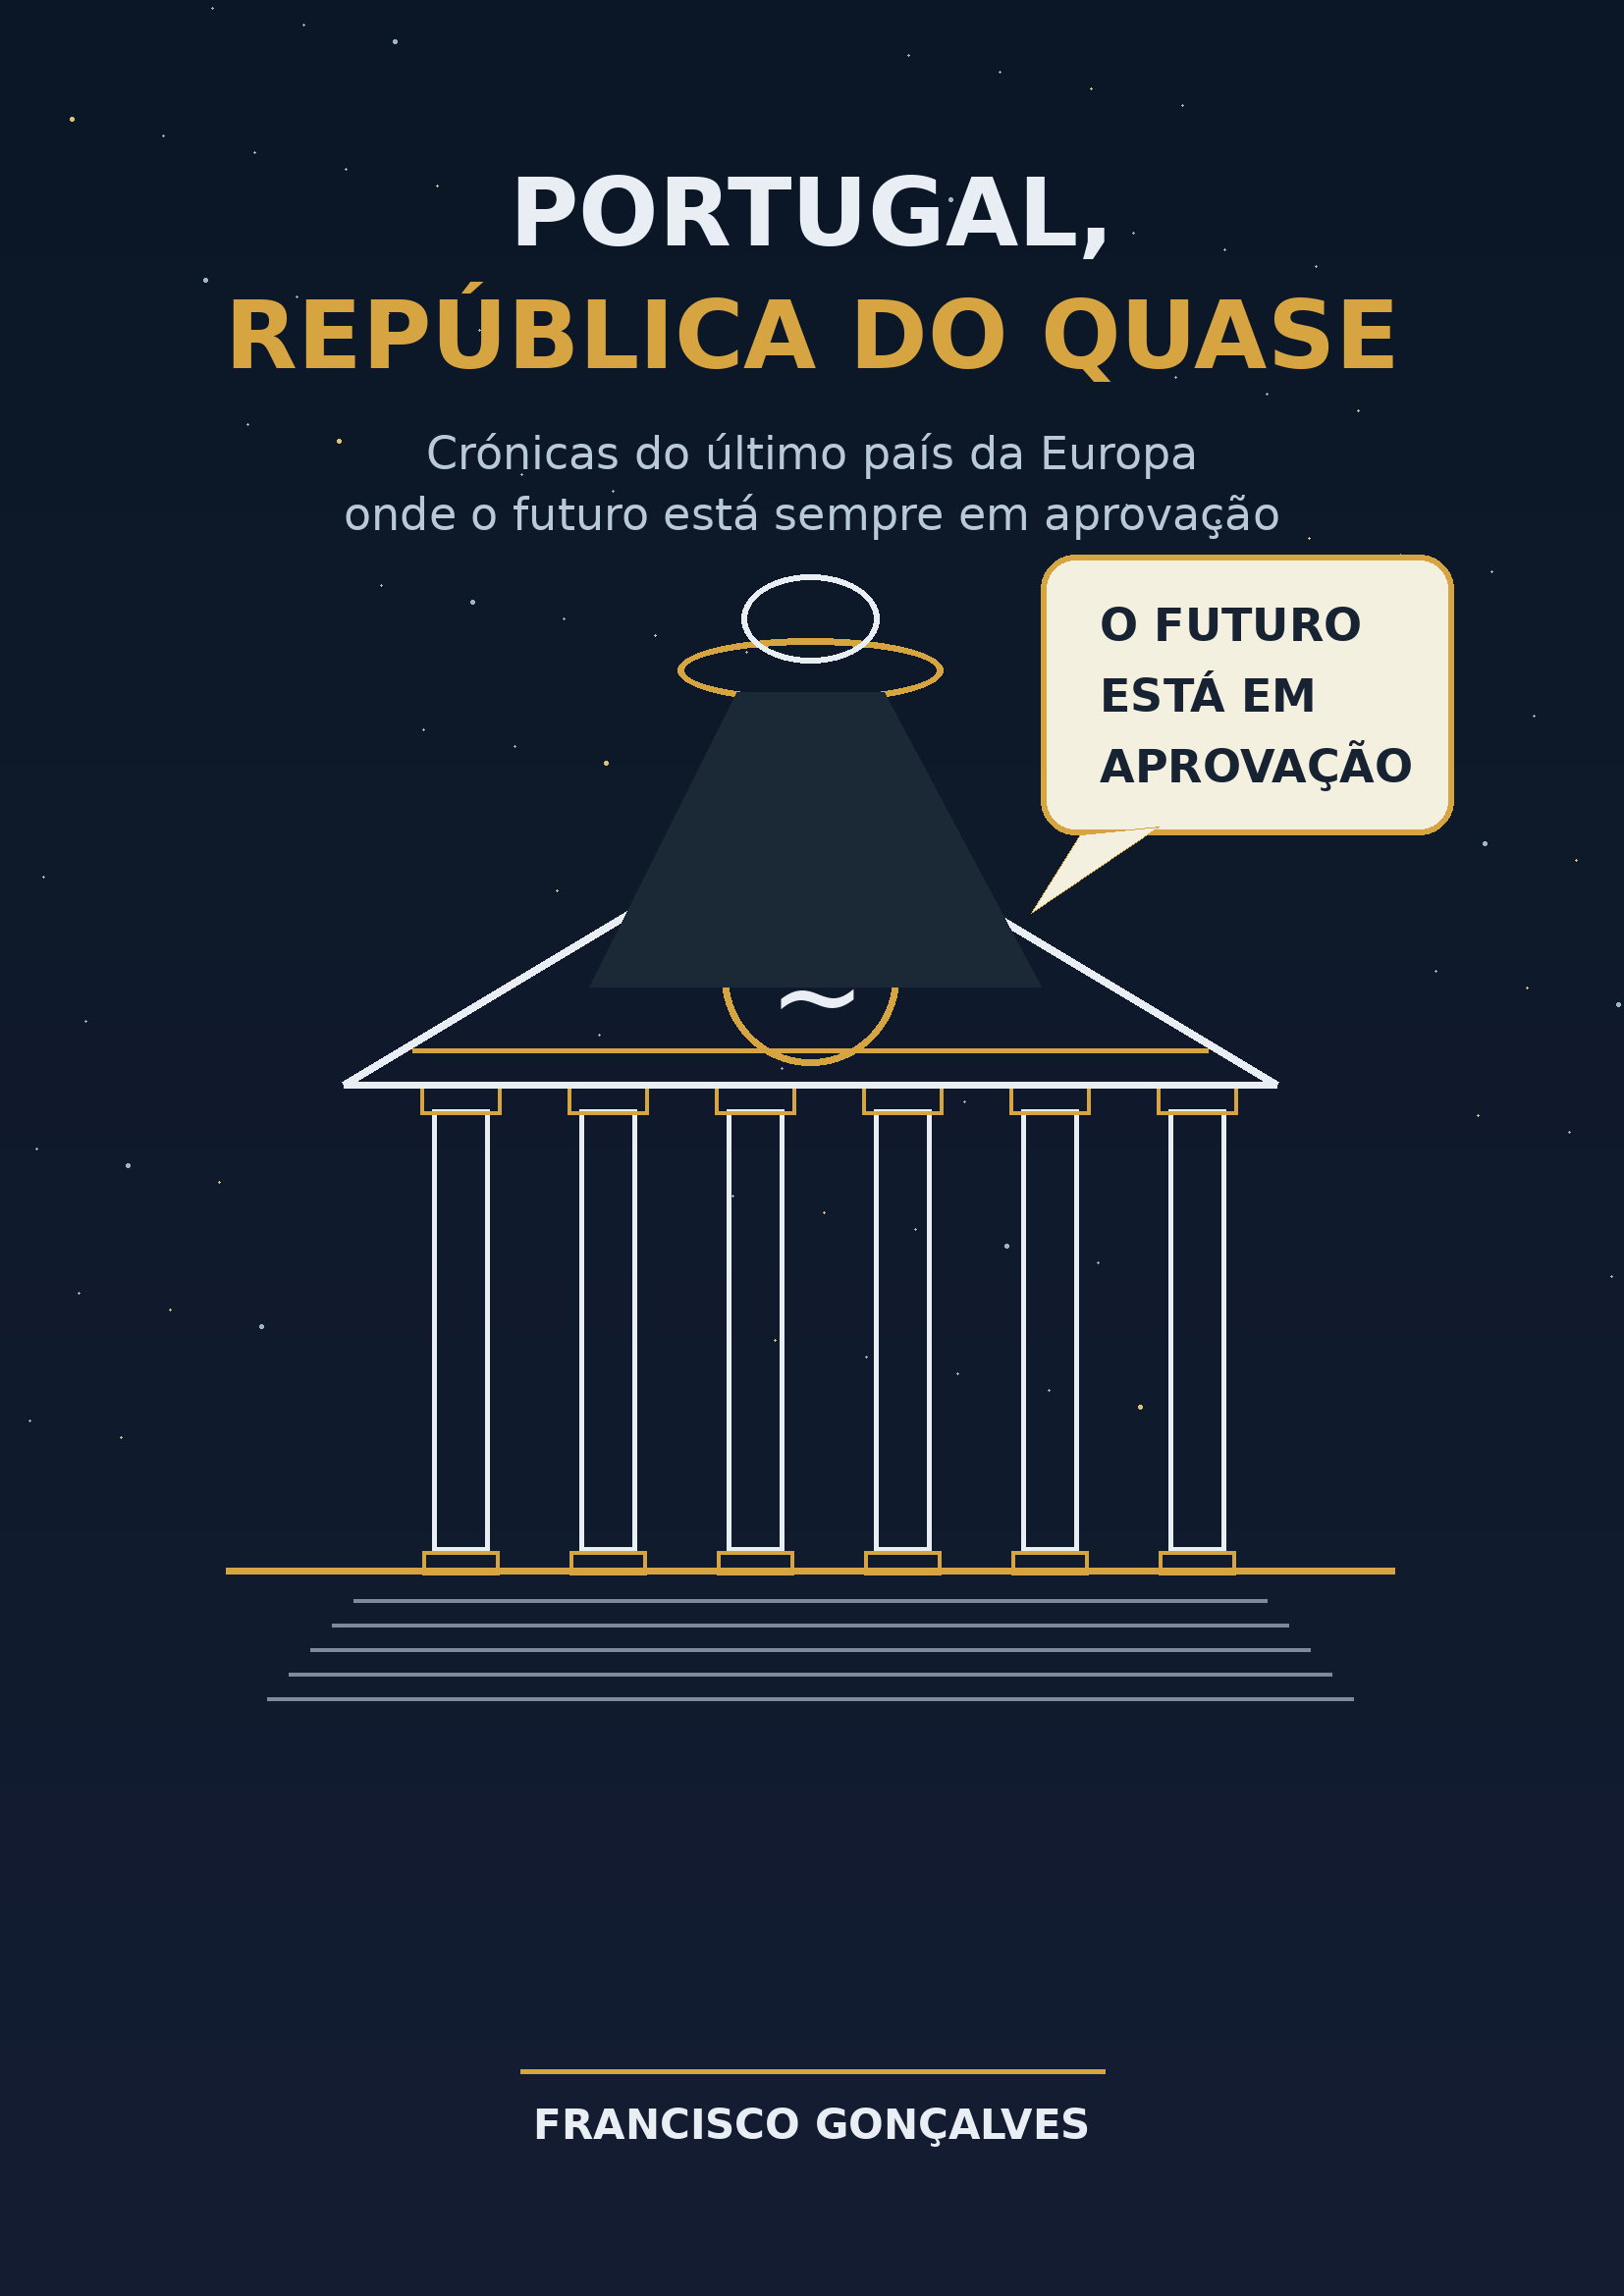 PORTUGAL,
REPÚBLICA DO QUASE
Crónicas do último país da Europa
onde o futuro está sempre em aprovação
O FUTURO
ESTÁ EM
APROVAÇÃO
≈
FRANCISCO GONÇALVES